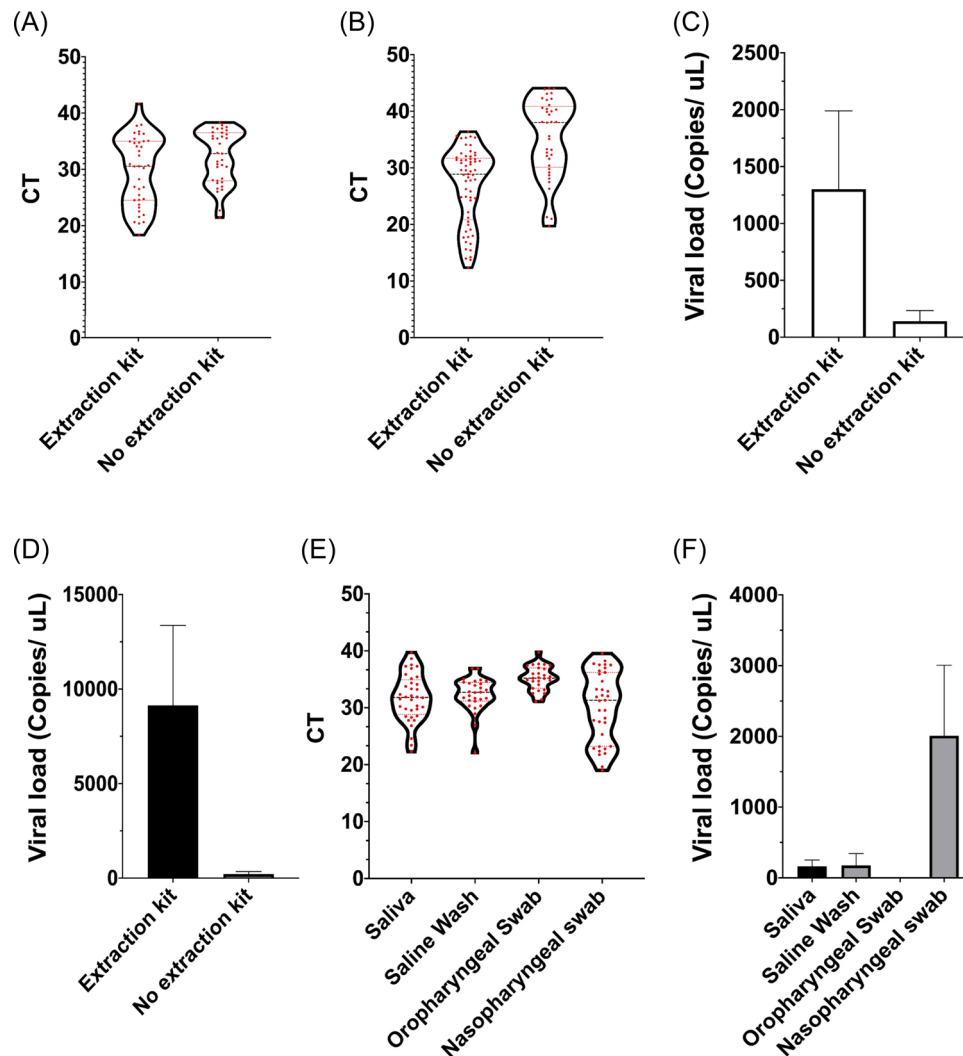 (A)
50
40
30
20
10
0
CT
Extraction kit
No extraction kit
(B)
50
40
30
20
10
0
CT
Extraction kit
No extraction kit
(C)
2500
2000
1500
1000
500
0
Viral load (Copies/ uL)
Extraction kit
No extraction kit
(D)
15000
10000
5000
0
Viral load (Copies/ uL)
Extraction kit
No extraction kit
(E)
50
40
30
20
10
0
CT
Saliva
Saline Wash
Oropharyngeal Swab
Nasopharyngeal swab
(F)
4000
3000
2000
1000
0
Viral load (Copies/ uL)
Saliva
Saline Wash
Oropharyngeal Swab
Nasopharyngeal swab